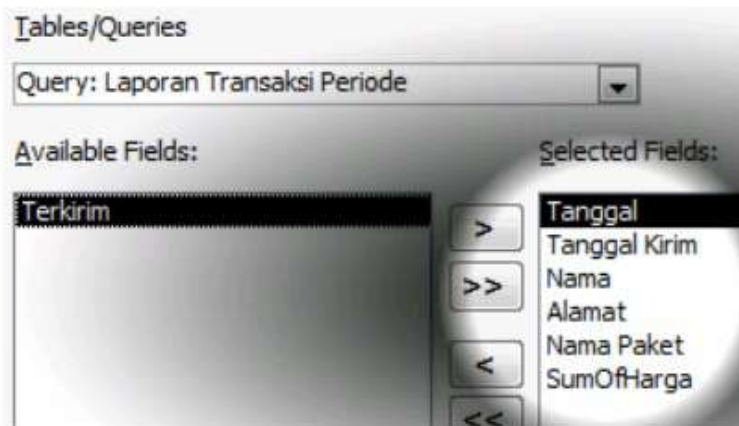 Tables/Queries
Query: Laporan Transaksi Periode
Available Fields:
Selected Fields:
Terkirim
>
>>
<
<<
Tanggal
Tanggal Kirim
Nama
Alamat
Nama Paket
SumOfHarga